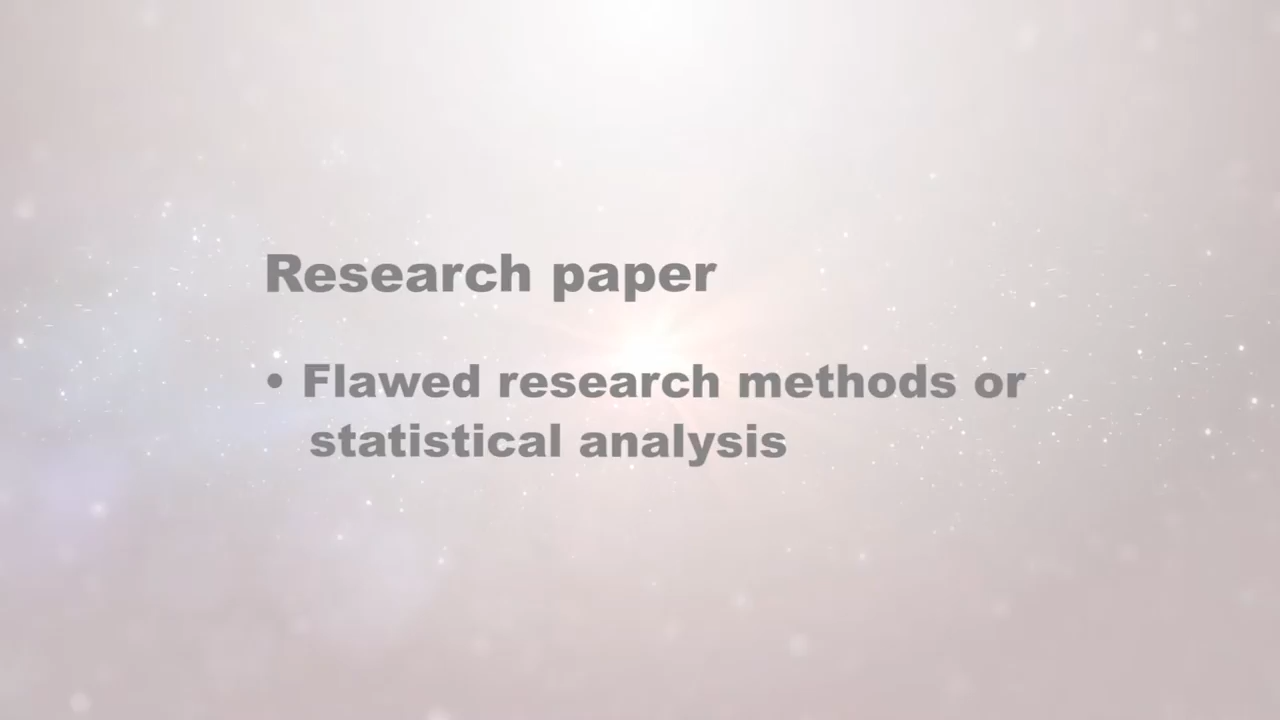 Research paper
• Flawed research methods or
statistical analysis